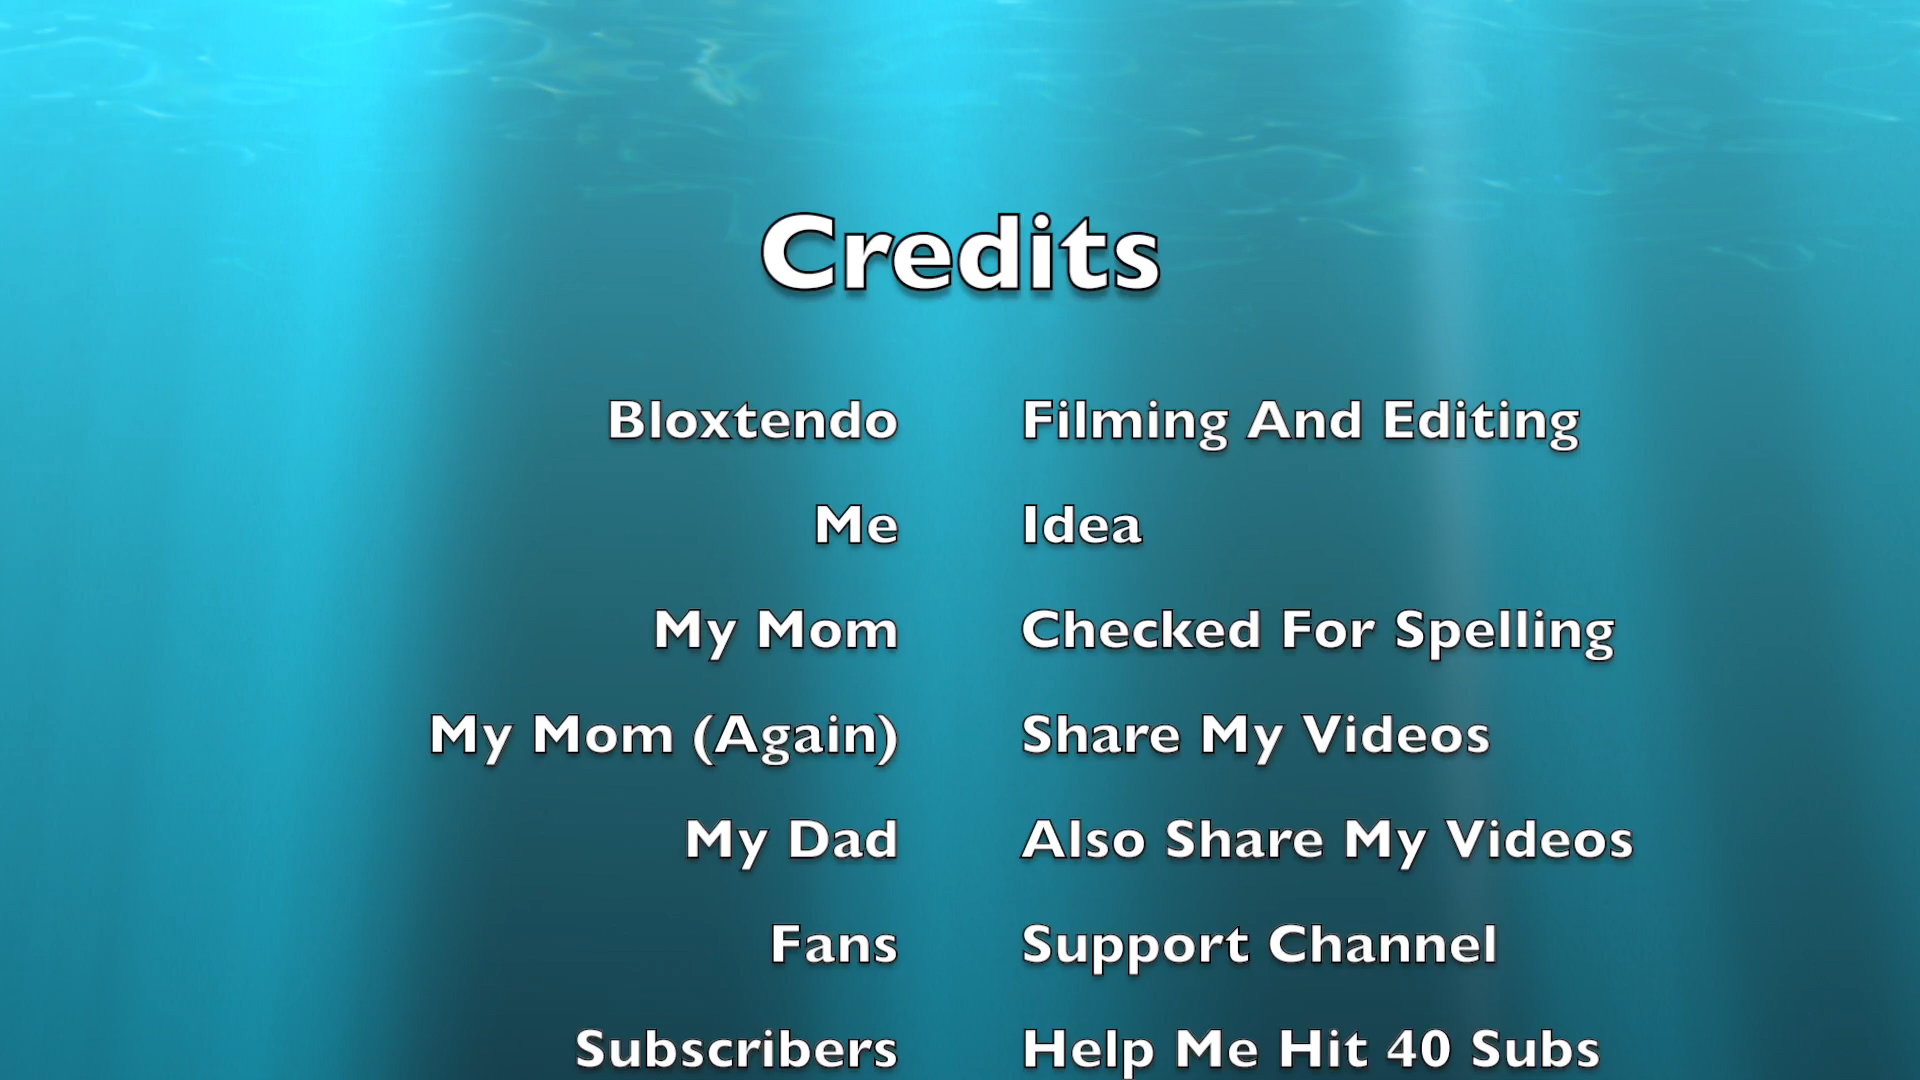 Credits
Bloxtendo Filming And Editing
Me Idea
My Mom Checked For Spelling
My Mom (Again) Share My Videos
My Dad Also Share My Videos
Fans Support Channel
Subscribers Help Me Hit 40 Subs